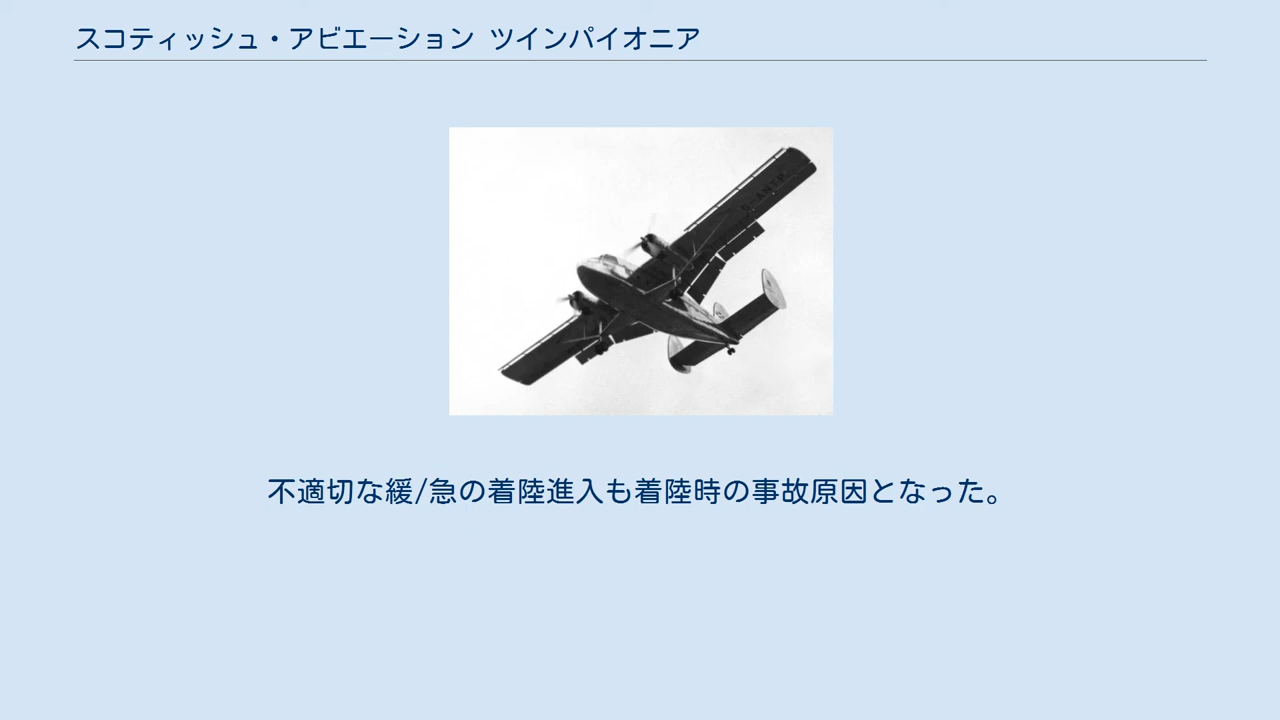 スコティッシュ・アビエーション ツインパイオニア
G-ANTP
不適切な緩/急の着陸進入も着陸時の事故原因となった。